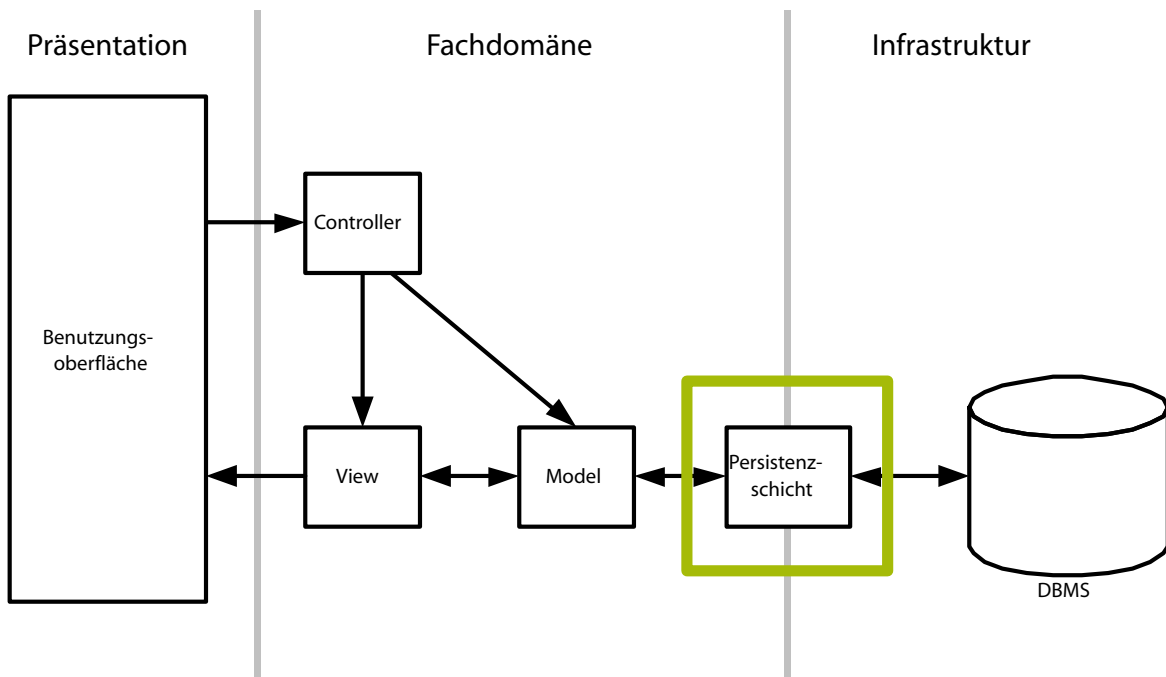 Präsentation
Fachdomäne
Infrastruktur
Controller
Benutzungs-
oberfläche
View
Model
Persistenz-
schicht
DBMS